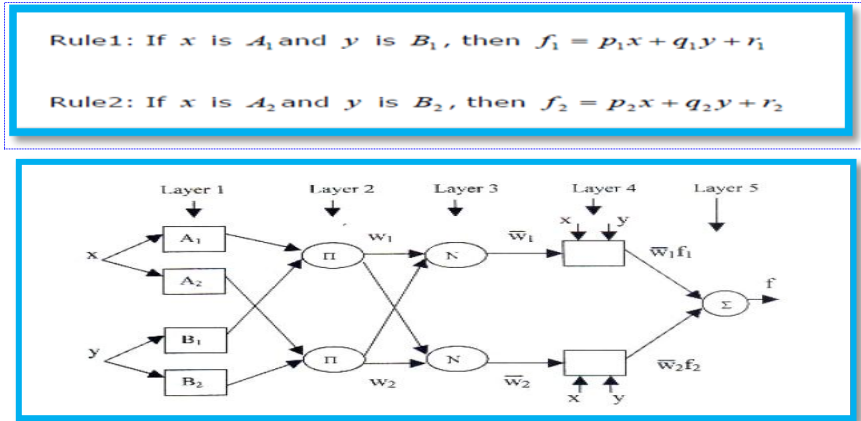 Rule1: If x is A₁ and y is B₁, then f₁ = p₁x + q₁y + r₁
Rule2: If x is A₂ and y is B₂, then f₂ = p₂x + q₂y + r₂
Layer 1 Layer 2 Layer 3 Layer 4 Layer 5
x y
A₁ w₁ w̅₁ w̅₁f₁
x Π N
A₂ f
Σ
B₁
y Π N
B₂ w₂ w̅₂ w̅₂f₂
x y